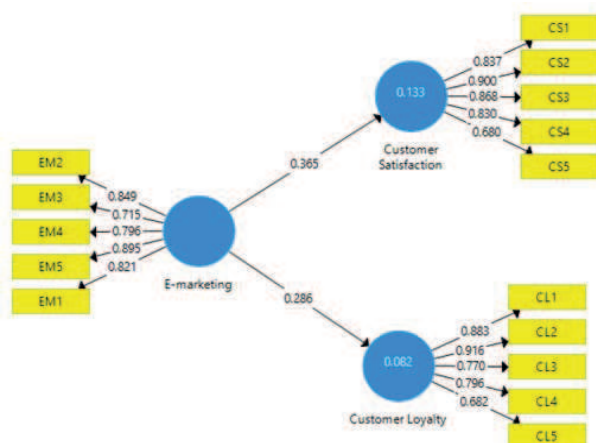 CS1
CS2
CS3
CS4
CS5
0.837
0.900
0.868
0.830
0.680
0.133
Customer
Satisfaction
0.365
EM2
EM3
EM4
EM5
EM1
0.849
0.715
0.796
0.895
0.821
E-marketing
0.286
CL1
CL2
CL3
CL4
CL5
0.883
0.916
0.770
0.796
0.682
0.082
Customer Loyalty